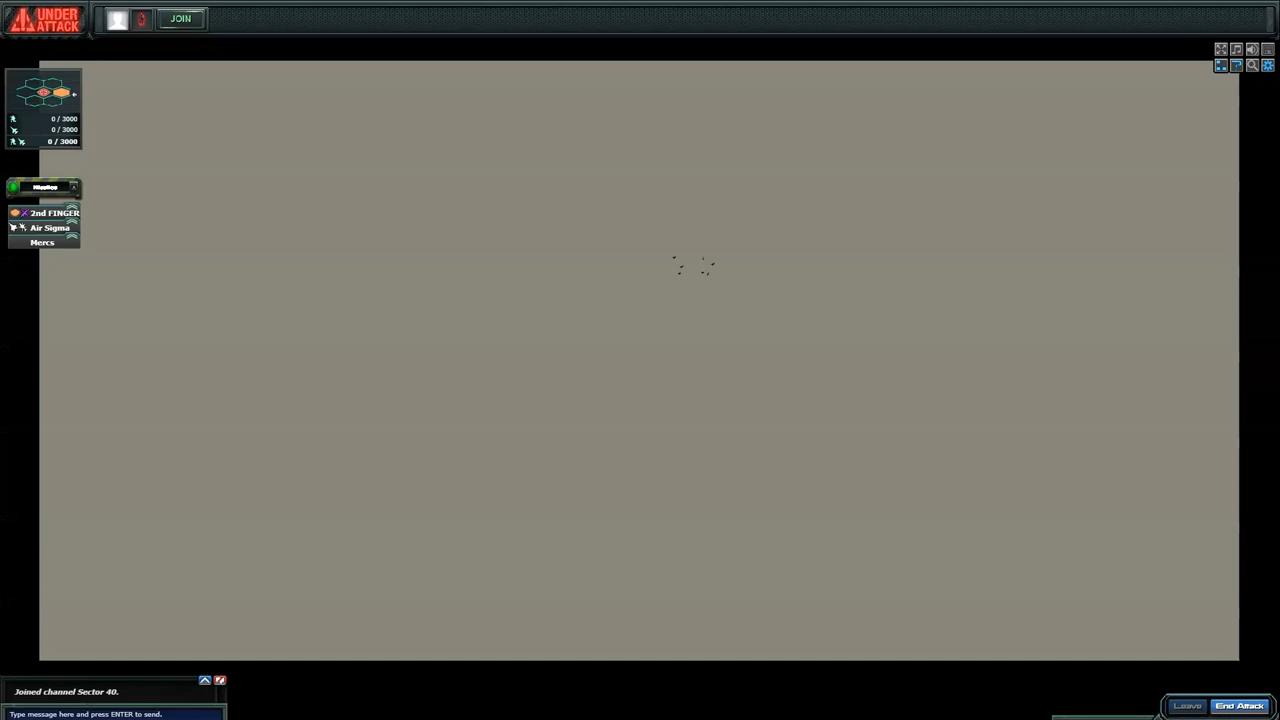 UNDER
ATTACK
JOIN
0 / 3000
0 / 3000
0 / 3000
Missiles
2nd FINGER
Air Sigma
Mercs
Joined channel Sector 40.
Type message here and press ENTER to send.
Leave
End Attack